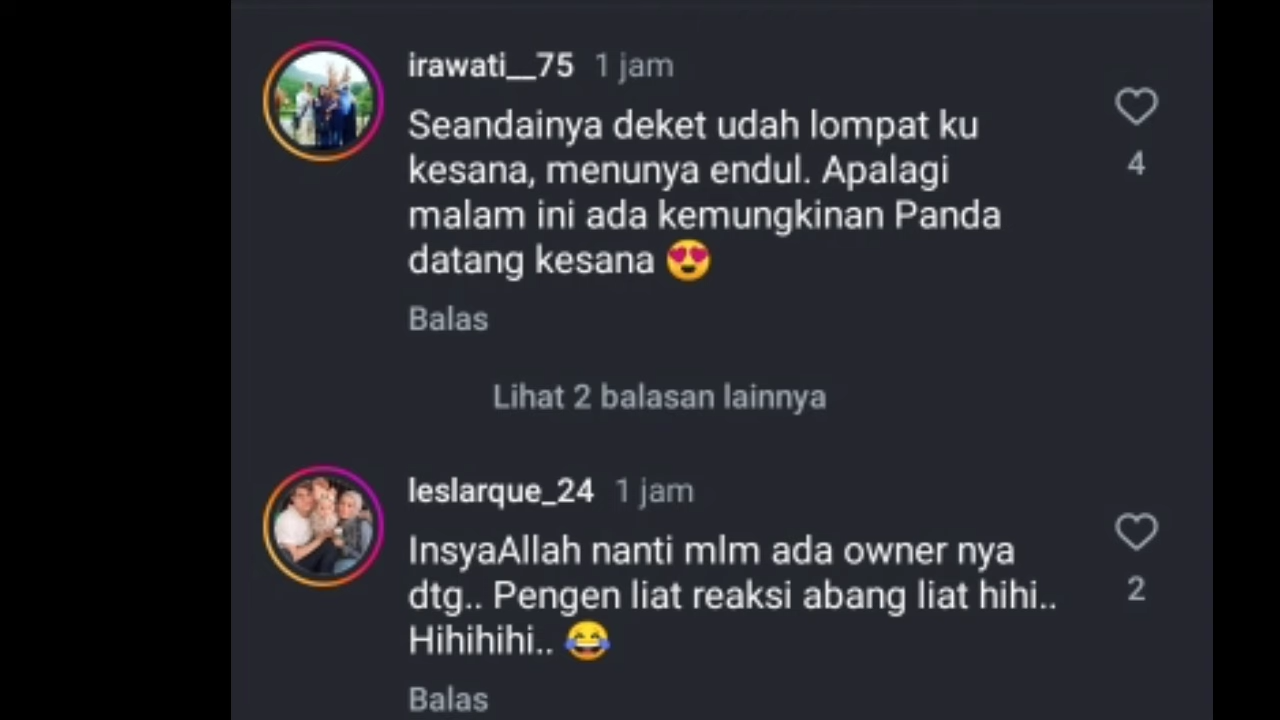 irawati__75 1 jam
Seandainya deket udah lompat ku
kesana, menunya endul. Apalagi
malam ini ada kemungkinan Panda
datang kesana 😍
4
Balas
Lihat 2 balasan lainnya
leslarque_24 1 jam
InsyaAllah nanti mlm ada owner nya
dtg.. Pengen liat reaksi abang liat hihi..
Hihihihi.. 😂
2
Balas